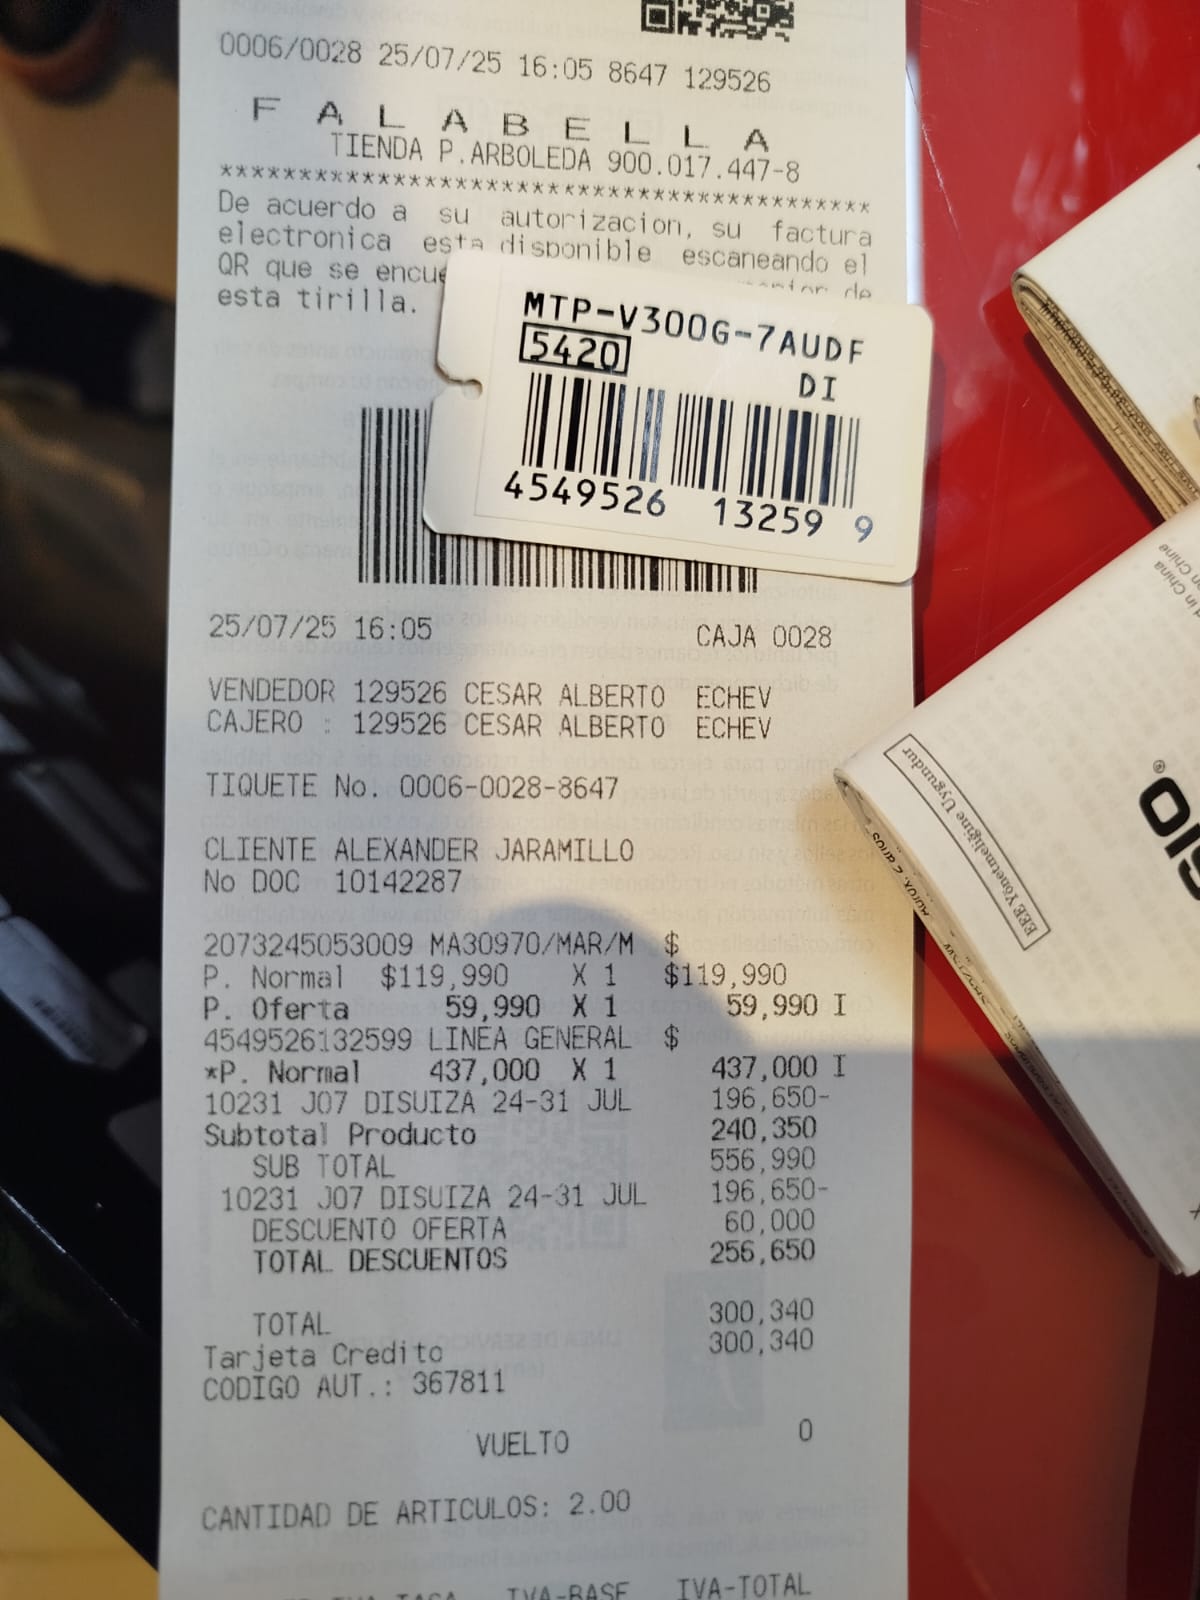 0006/0028 25/07/25 16:05 8647 129526
F A L A B E L L A
TIENDA P.ARBOLEDA 900.017.447-8
******************************************
De acuerdo a su autorizacion, su factura
electronica esta disponible escaneando el
QR que se de
esta tirilla.
MTP-V300G-7AUDF
5420
DI
4549526 13259 9
25/07/25 16:05 CAJA 0028
VENDEDOR 129526 CESAR ALBERTO ECHEV
CAJERO : 129526 CESAR ALBERTO ECHEV
TIQUETE No. 0006-0028-8647
CLIENTE ALEXANDER JARAMILLO
No DOC 10142287
2073245053009 MA30970/MAR/M $
P. Normal $119,990 X 1 $119,990
P. Oferta 59,990 X 1 59,990 I
4549526132599 LINEA GENERAL $
*P. Normal 437,000 X 1 437,000 I
10231 J07 DISUIZA 24-31 JUL 196,650-
Subtotal Producto 240,350
SUB TOTAL 556,990
10231 J07 DISUIZA 24-31 JUL 196,650-
DESCUENTO OFERTA 60,000
TOTAL DESCUENTOS 256,650
TOTAL 300,340
Tarjeta Credito 300,340
CODIGO AUT.: 367811
VUELTO 0
CANTIDAD DE ARTICULOS: 2.00
IVA-BASE IVA-TOTAL
in China
EEE Yönetmeliğine Uygundur